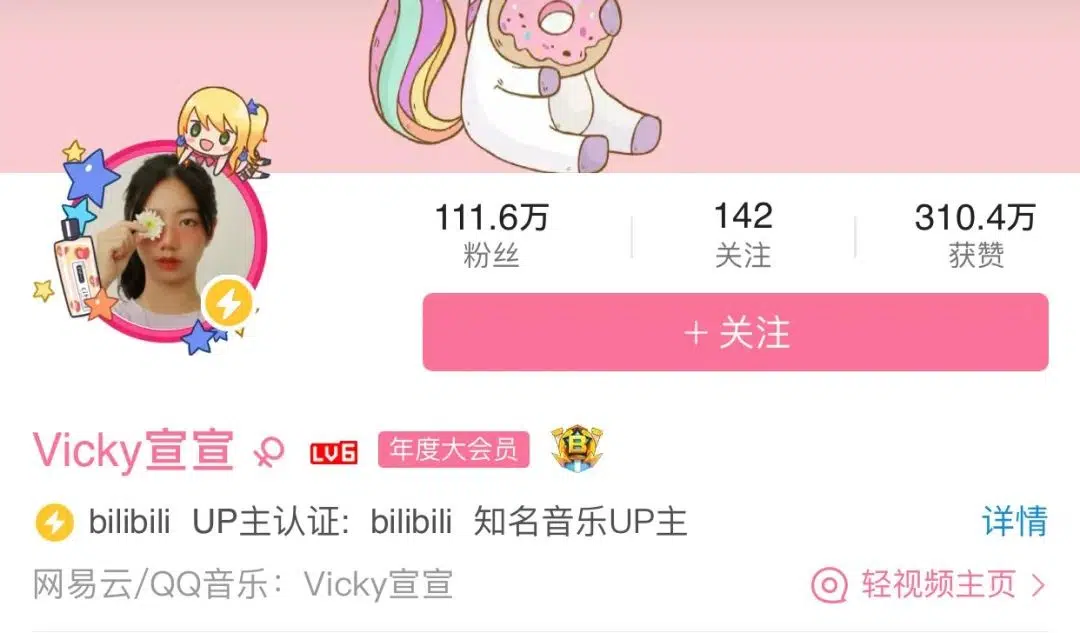 111.6万 142 310.4万
粉丝 关注 获赞
+ 关注
Vicky宣宣 LV6 年度大会员 B
bilibili UP主认证: bilibili 知名音乐UP主 详情
网易云/QQ音乐: Vicky宣宣 轻视频主页